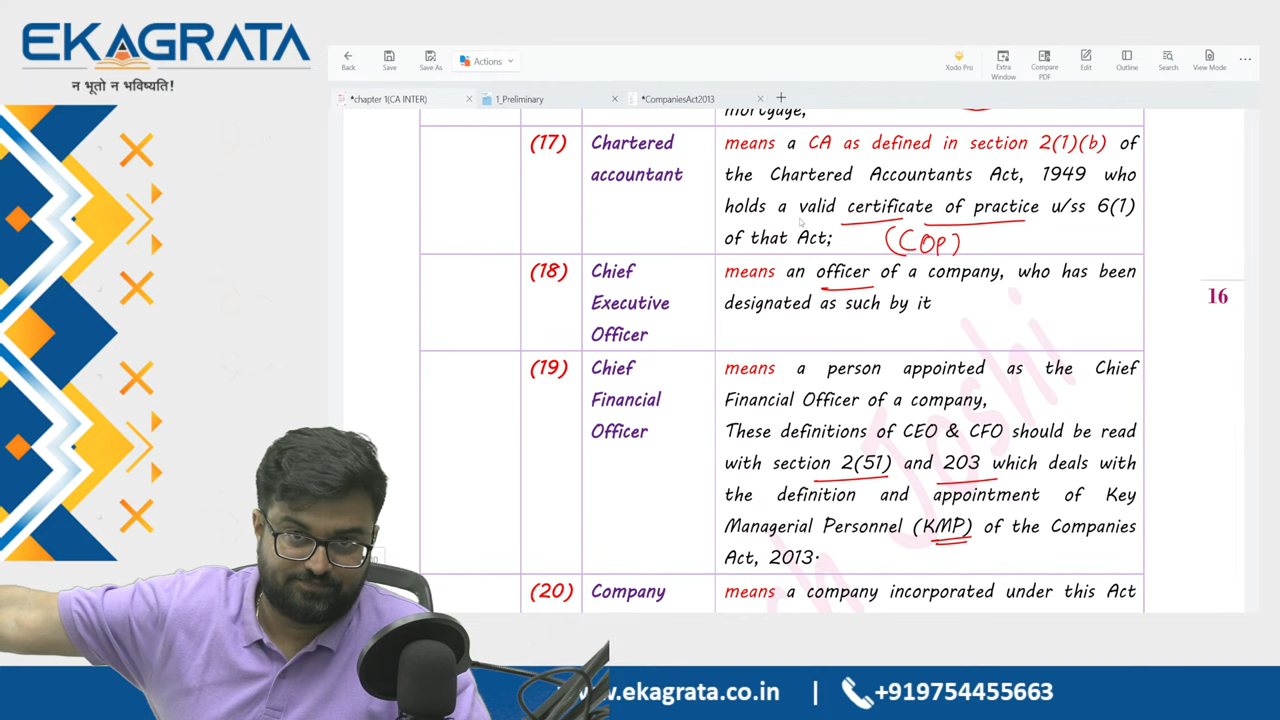 EKAGRATA
न भूतो न भविष्यति!
Back
Save
Save As
Actions
Xodo Pro
Extra
Window
Compare
PDF
Edit
Outline
Search
View Mode
*chapter 1(CA INTER)
1_Preliminary
*CompaniesAct2013
mortgage,
(17) Chartered accountant
means a CA as defined in section 2(1)(b) of
the Chartered Accountants Act, 1949 who
holds a valid certificate of practice u/ss 6(1)
of that Act;
(COP)
(18) Chief Executive Officer
means an officer of a company, who has been
designated as such by it
16
(19) Chief Financial Officer
means a person appointed as the Chief
Financial Officer of a company,
These definitions of CEO & CFO should be read
with section 2(51) and 203 which deals with
the definition and appointment of Key
Managerial Personnel (KMP) of the Companies
Act, 2013.
(20) Company
means a company incorporated under this Act
Joshi
www.ekagrata.co.in | +919754455663